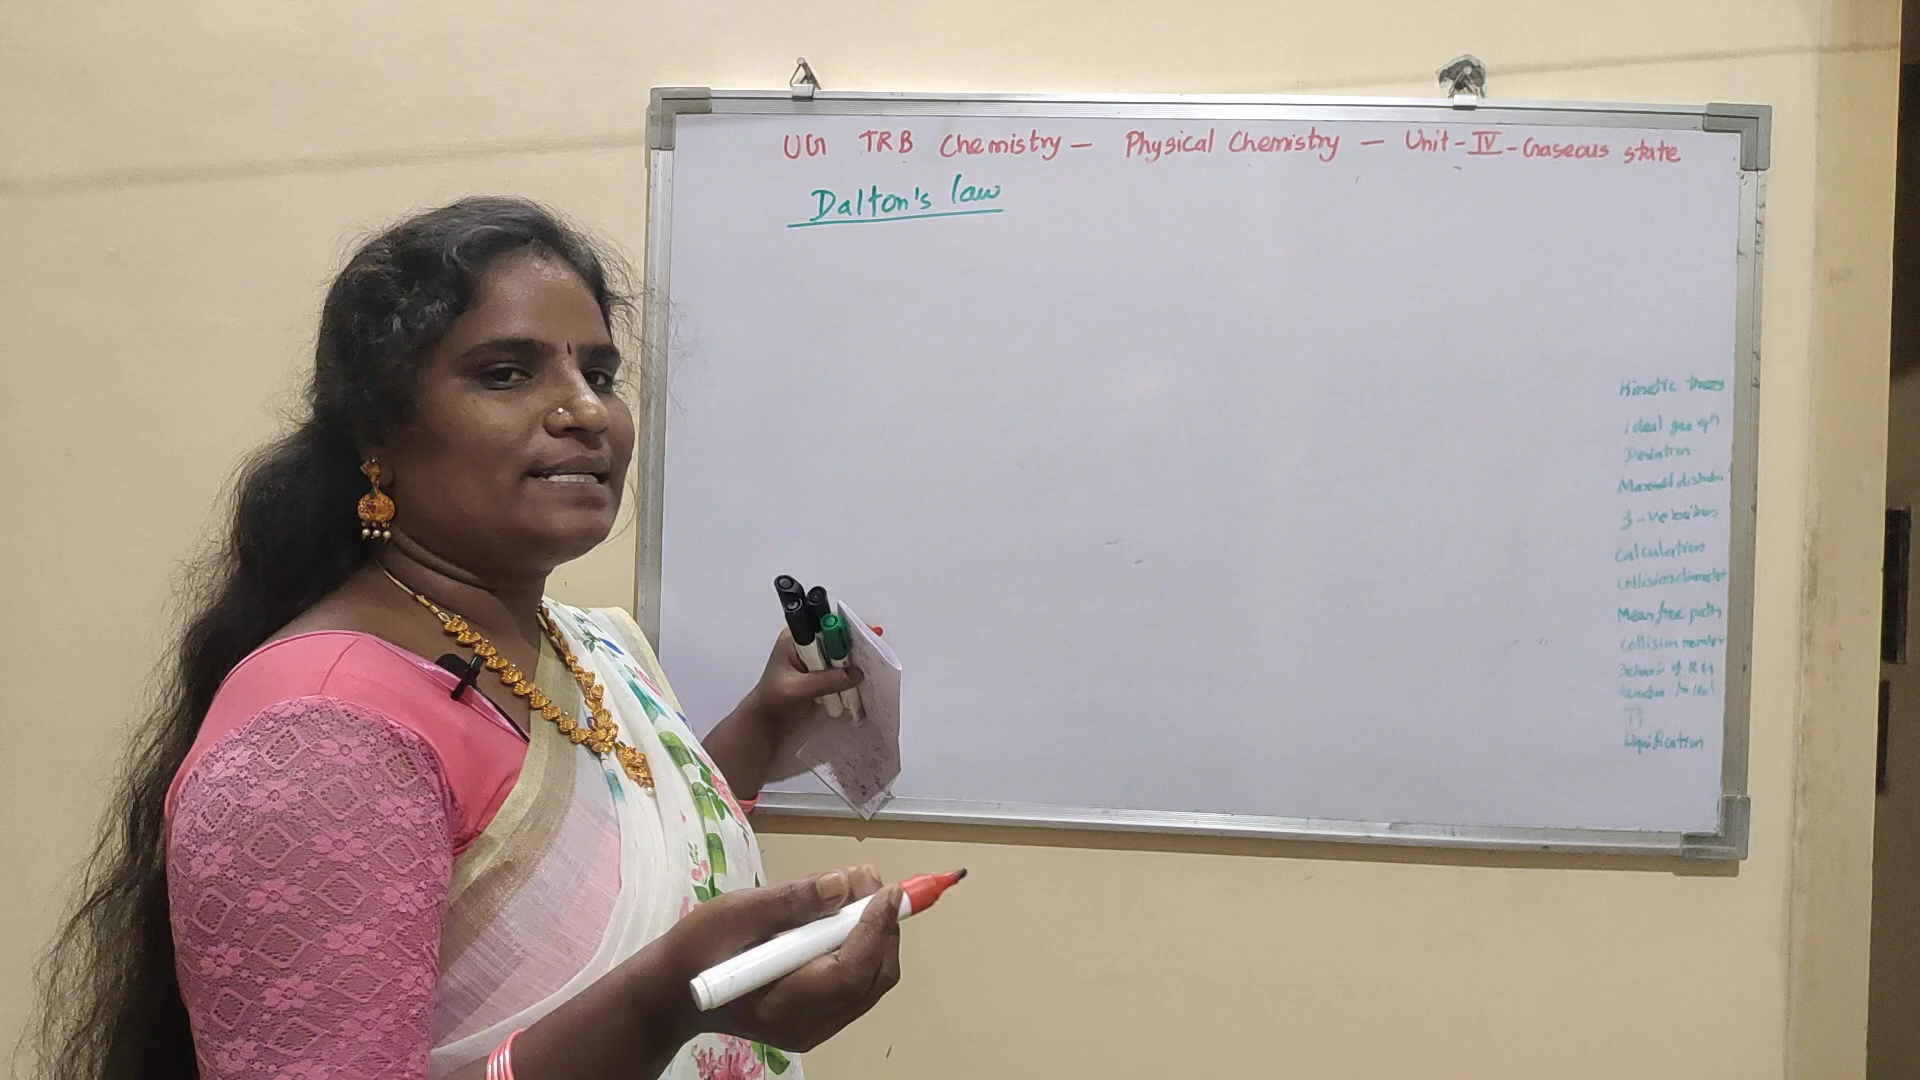 UG TRB Chemistry — Physical Chemistry — Unit-IV-Gaseous state
Dalton's law
Kinetic theory
ideal gas eqn
Deviation
Maxwell
3-velocities
calculation
Collision diameter
Mean free path
Collision number
Liquification